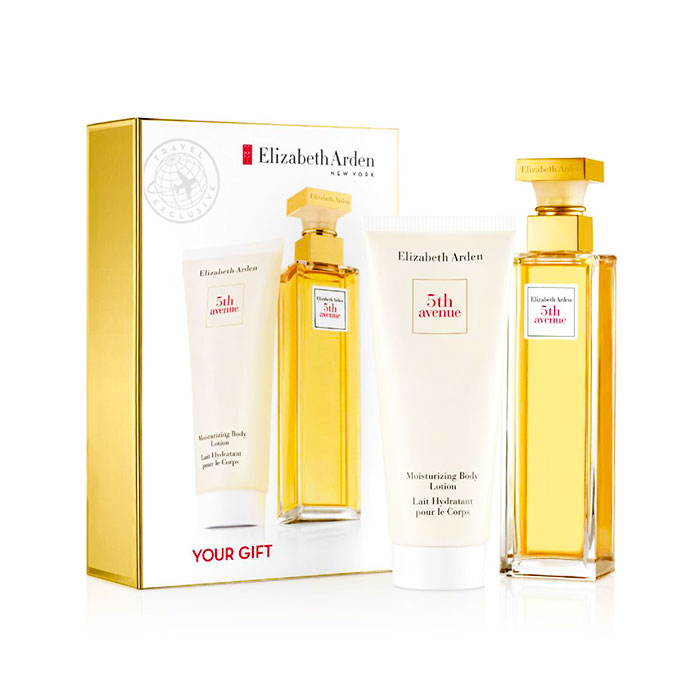 TRAVEL
EXCLUSIVE
Elizabeth Arden
NEW YORK
Elizabeth Arden
5th
avenue
Moisturizing Body
Lotion
Lait Hydratant
pour le Corps
Elizabeth Arden
5th
avenue
YOUR GIFT
Elizabeth Arden
5th
avenue
Moisturizing Body
Lotion
Lait Hydratant
pour le Corps
Elizabeth Arden
5th
avenue